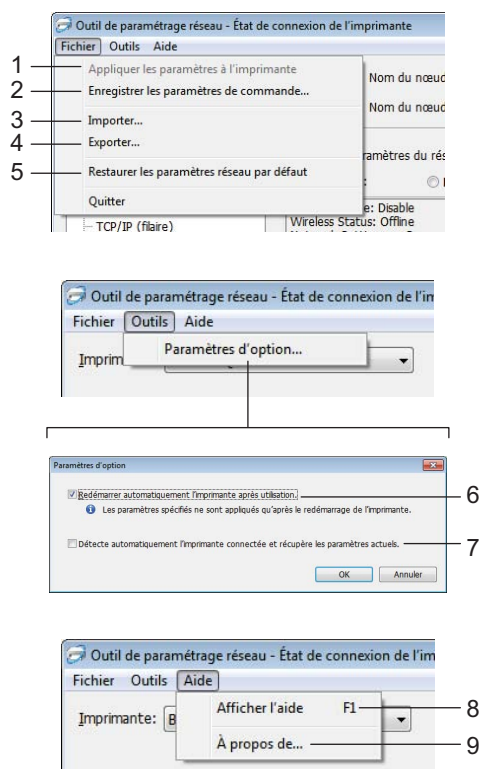 Outil de paramétrage réseau - État de connexion de l'imprimante
Fichier Outils Aide
1 Appliquer les paramètres à l'imprimante
2 Enregistrer les paramètres de commande...
3 Importer...
4 Exporter...
5 Restaurer les paramètres réseau par défaut
Quitter
Nom du nœud
Nom du nœud
ramètres du rés
e: Disable
TCP/IP (filaire)
Wireless Status: Offline
Outil de paramétrage réseau - État de connexion de l'im
Fichier Outils Aide
Imprim
Paramètres d'option...
Paramètres d'option
Redémarrer automatiquement l'imprimante après utilisation. 6
Les paramètres spécifiés ne sont appliqués qu'après le redémarrage de l'imprimante.
Détecte automatiquement l'imprimante connectée et récupère les paramètres actuels. 7
OK Annuler
Outil de paramétrage réseau - État de connexion de l'im
Fichier Outils Aide
Imprimante: B
Afficher l'aide F1 8
À propos de... 9